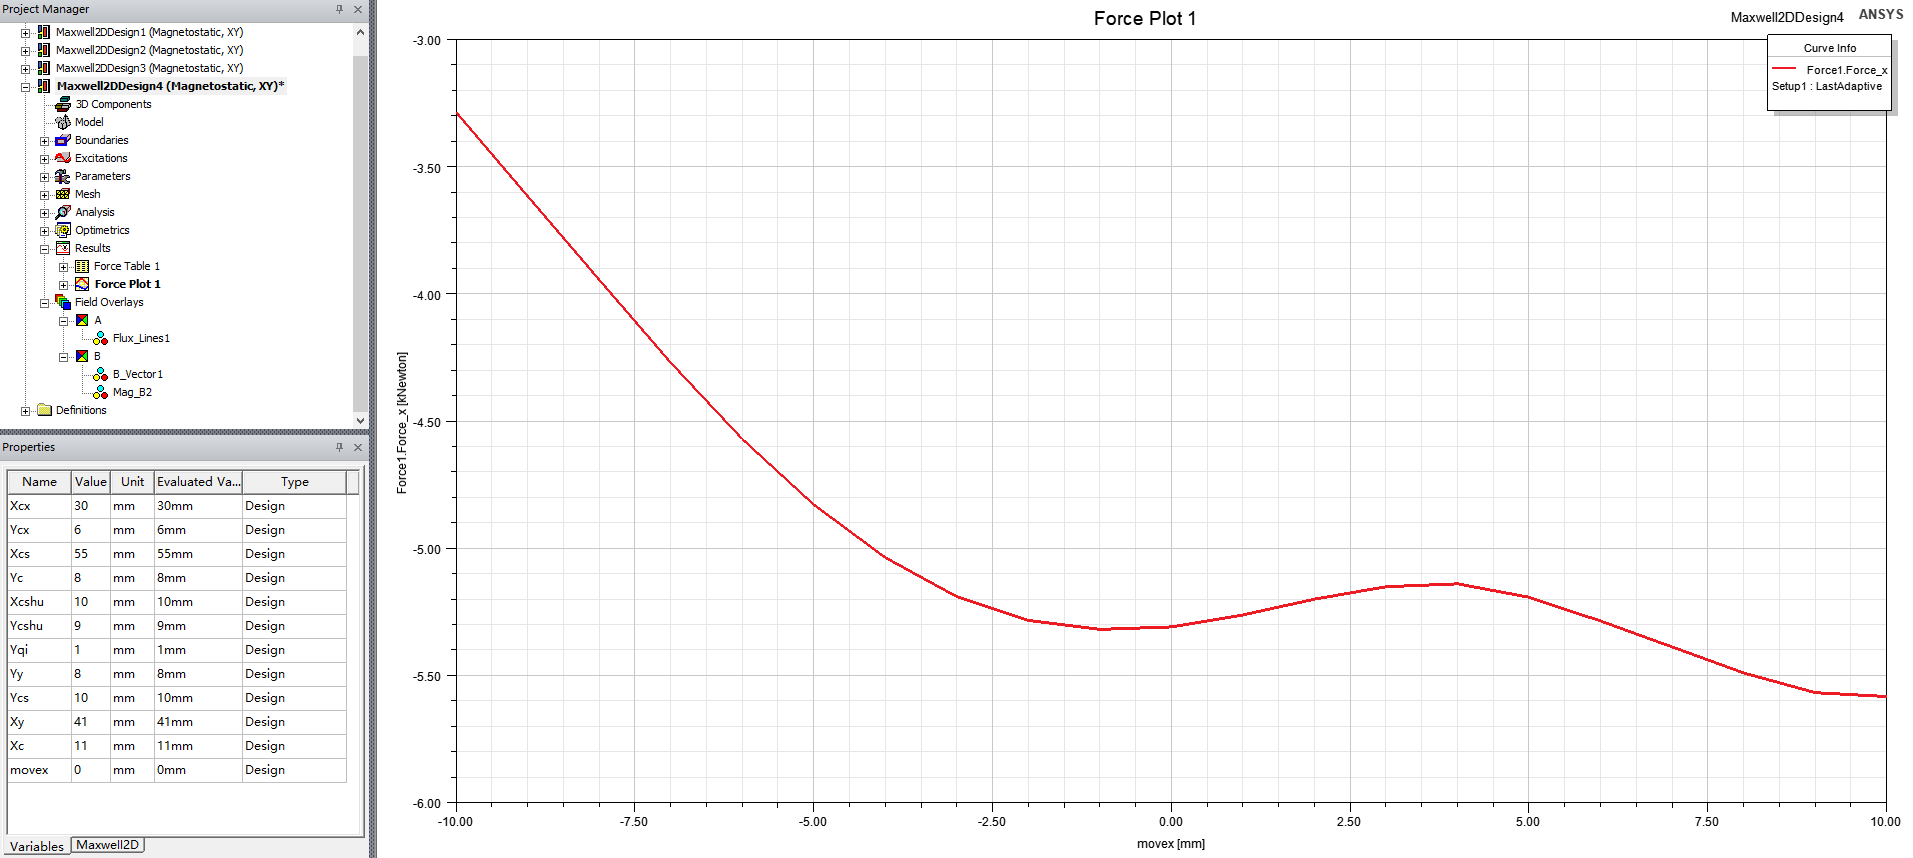 Project Manager
Maxwell2DDesign1 (Magnetostatic, XY)
Maxwell2DDesign2 (Magnetostatic, XY)
Maxwell2DDesign3 (Magnetostatic, XY)
Maxwell2DDesign4 (Magnetostatic, XY)*
3D Components
Model
Boundaries
Excitations
Parameters
Mesh
Analysis
Optimetrics
Results
Force Table 1
Force Plot 1
Field Overlays
A
Flux_Lines1
B
B_Vector1
Mag_B2
Definitions
Properties
Name Value Unit Evaluated Va... Type
Xcx 30 mm 30mm Design
Ycx 6 mm 6mm Design
Xcs 55 mm 55mm Design
Yc 8 mm 8mm Design
Xcshu 10 mm 10mm Design
Ycshu 9 mm 9mm Design
Yqi 1 mm 1mm Design
Yy 8 mm 8mm Design
Ycs 10 mm 10mm Design
Xy 41 mm 41mm Design
Xc 11 mm 11mm Design
movex 0 mm 0mm Design
Variables Maxwell2D
Force Plot 1
Maxwell2DDesign4 ANSYS
Curve Info
Force1.Force_x
Setup1 : LastAdaptive
Force1.Force_x [kNewton]
-3.00
-3.50
-4.00
-4.50
-5.00
-5.50
-6.00
-10.00 -7.50 -5.00 -2.50 0.00 2.50 5.00 7.50 10.00
movex [mm]